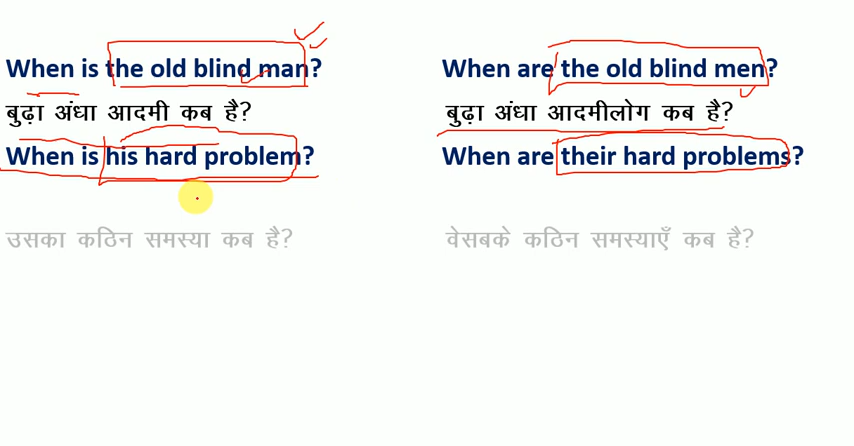 When is the old blind man?
बुढ़ा अंधा आदमी कब है?
When is his hard problem?
उसका कठिन समस्या कब है?
When are the old blind men?
बुढ़ा अंधा आदमीलोग कब है?
When are their hard problems?
वेसबके कठिन समस्याएँ कब है?